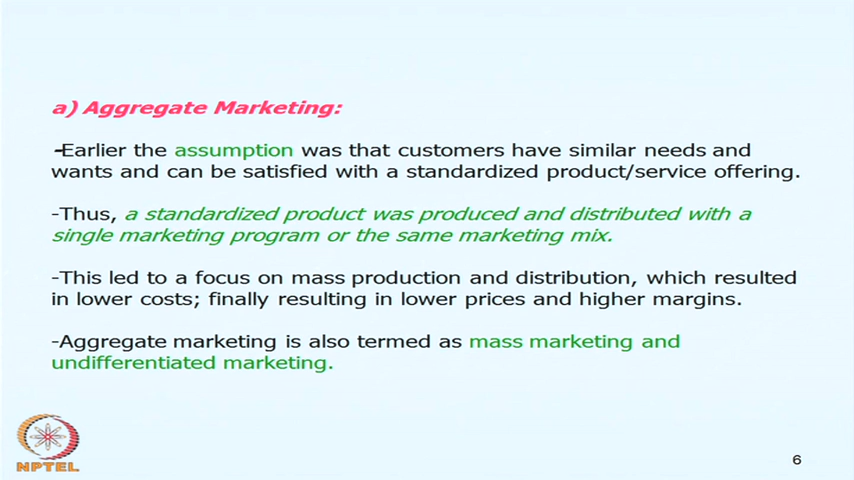 a) Aggregate Marketing:
-Earlier the assumption was that customers have similar needs and
wants and can be satisfied with a standardized product/service offering.
-Thus, a standardized product was produced and distributed with a
single marketing program or the same marketing mix.
-This led to a focus on mass production and distribution, which resulted
in lower costs; finally resulting in lower prices and higher margins.
-Aggregate marketing is also termed as mass marketing and
undifferentiated marketing.
NPTEL
6